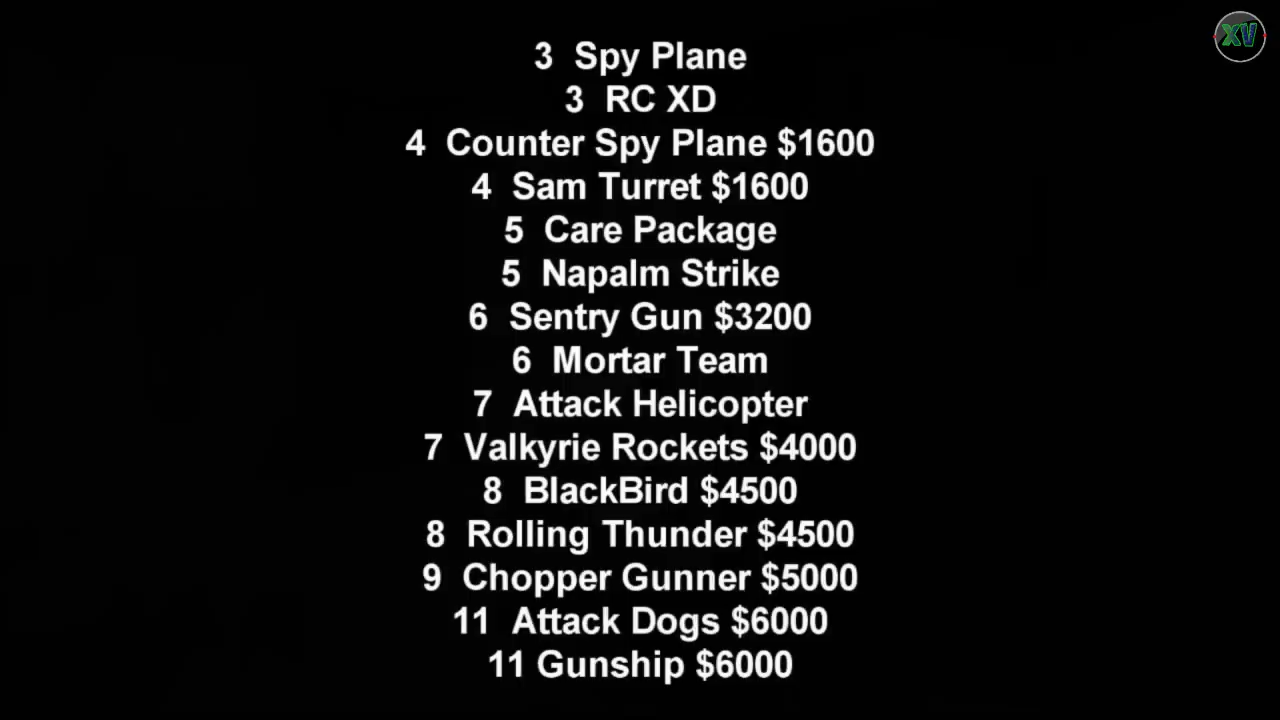 XV
3 Spy Plane
3 RC XD
4 Counter Spy Plane $1600
4 Sam Turret $1600
5 Care Package
5 Napalm Strike
6 Sentry Gun $3200
6 Mortar Team
7 Attack Helicopter
7 Valkyrie Rockets $4000
8 BlackBird $4500
8 Rolling Thunder $4500
9 Chopper Gunner $5000
11 Attack Dogs $6000
11 Gunship $6000